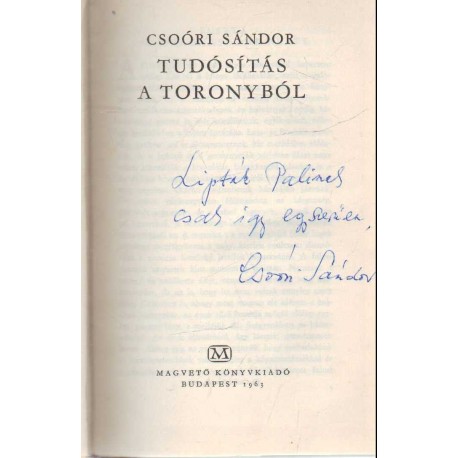 CSOÓRI SÁNDOR
TUDÓSÍTÁS
A TORONYBÓL
Lipták Palinak
csak így egyszerűen,
Csoóri Sándor
M
MAGVETŐ KÖNYVKIADÓ
BUDAPEST 1963